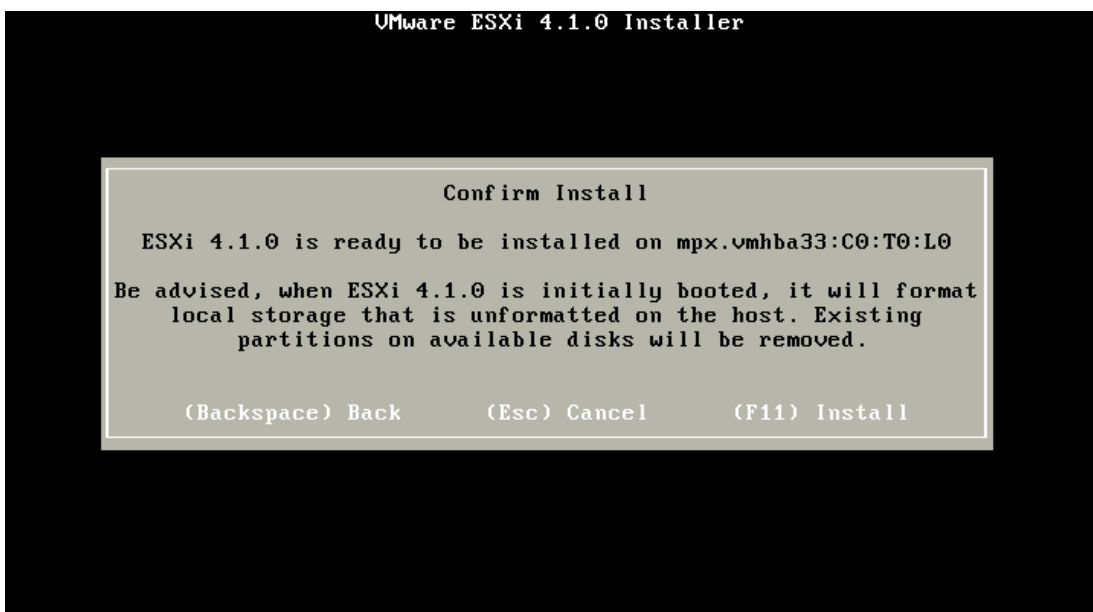 VMware ESXi 4.1.0 Installer
Confirm Install
ESXi 4.1.0 is ready to be installed on mpx.vmhba33:C0:T0:L0
Be advised, when ESXi 4.1.0 is initially booted, it will format
local storage that is unformatted on the host. Existing
partitions on available disks will be removed.
(Backspace) Back (Esc) Cancel (F11) Install